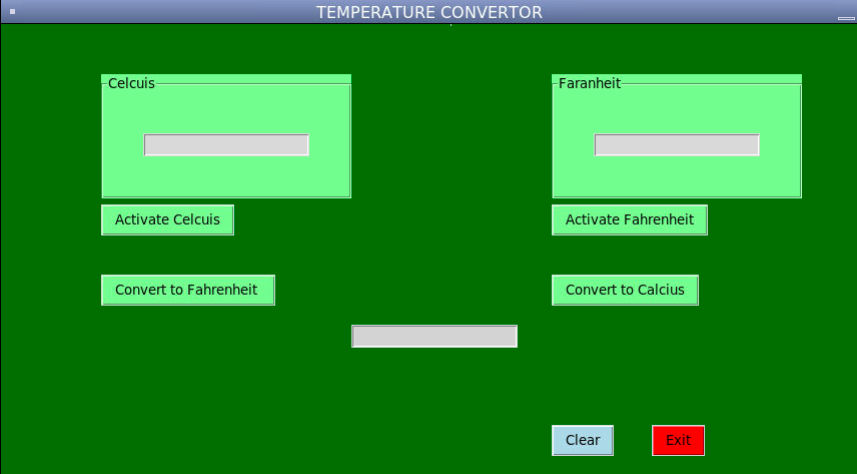 TEMPERATURE CONVERTOR
Celcuis
Faranheit
Activate Celcuis
Activate Fahrenheit
Convert to Fahrenheit
Convert to Calcius
Clear
Exit